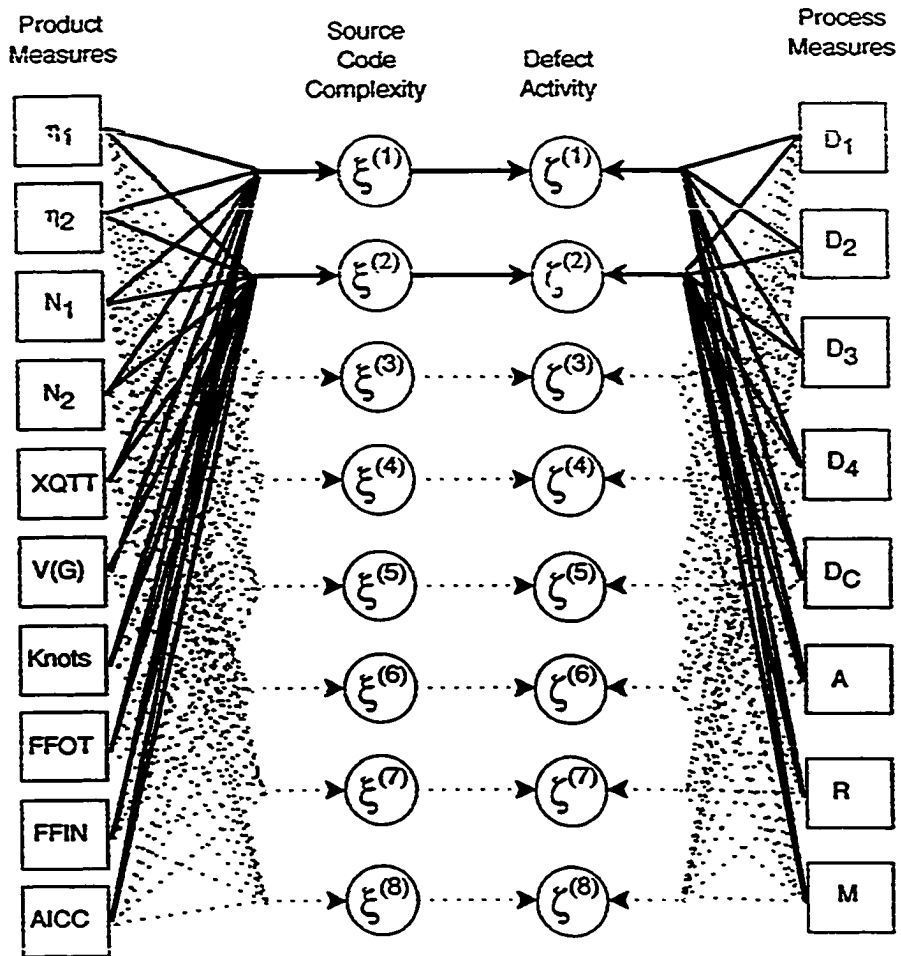 Product
Measures
Source
Code
Complexity
Defect
Activity
Process
Measures
η1
η2
N1
N2
XQTT
V(G)
Knots
FFOT
FFIN
AICC
ξ(1)
ζ(1)
ξ(2)
ζ(2)
ξ(3)
ζ(3)
ξ(4)
ζ(4)
ξ(5)
ζ(5)
ξ(6)
ζ(6)
ξ(7)
ζ(7)
ξ(8)
ζ(8)
D1
D2
D3
D4
DC
A
R
M